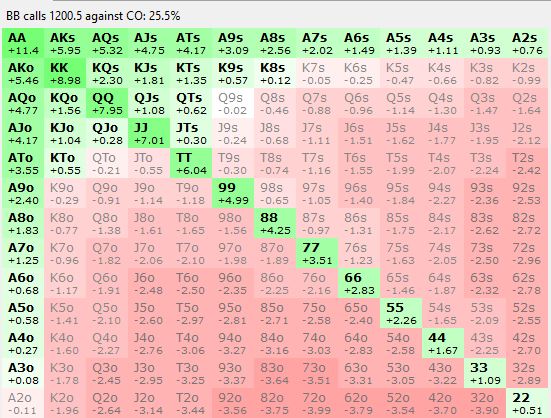 BB calls 1200.5 against CO: 25.5%
AA AKs AQs AJs ATs A9s A8s A7s A6s A5s A4s A3s A2s
+11.4 +5.95 +5.32 +4.75 +4.17 +3.09 +2.56 +2.02 +1.49 +1.39 +1.11 +0.93 +0.76
AKo KK KQs KJs KTs K9s K8s K7s K6s K5s K4s K3s K2s
+5.46 +8.98 +2.30 +1.81 +1.35 +0.57 +0.12 -0.05 -0.25 -0.47 -0.66 -0.82 -0.99
AQo KQo QQ QJs QTs Q9s Q8s Q7s Q6s Q5s Q4s Q3s Q2s
+4.77 +1.56 +7.95 +1.08 +0.62 -0.02 -0.46 -0.88 -0.96 -1.14 -1.30 -1.47 -1.64
AJo KJo QJo JJ JTs J9s J8s J7s J6s J5s J4s J3s J2s
+4.17 +1.04 +0.28 +7.01 +0.30 -0.24 -0.68 -1.11 -1.51 -1.62 -1.77 -1.95 -2.12
ATo KTo QTo JTo TT T9s T8s T7s T6s T5s T4s T3s T2s
+3.55 +0.55 -0.21 -0.55 +6.04 -0.30 -0.74 -1.16 -1.55 -1.99 -2.07 -2.24 -2.42
A9o K9o Q9o J9o T9o 99 98s 97s 96s 95s 94s 93s 92s
+2.40 -0.29 -0.91 -1.14 -1.18 +4.99 -0.65 -1.05 -1.40 -1.84 -2.27 -2.36 -2.53
A8o K8o Q8o J8o T8o 98o 88 87s 86s 85s 84s 83s 82s
+1.83 -0.77 -1.38 -1.61 -1.65 -1.56 +4.25 -0.97 -1.31 -1.75 -2.17 -2.62 -2.72
A7o K7o Q7o J7o T7o 97o 87o 77 76s 75s 74s 73s 72s
+1.25 -0.96 -1.82 -2.06 -2.10 -1.98 -1.89 +3.51 -1.23 -1.63 -2.05 -2.50 -2.96
A6o K6o Q6o J6o T6o 96o 86o 76o 66 65s 64s 63s 62s
+0.68 -1.17 -1.91 -2.48 -2.50 -2.35 -2.25 -2.16 +2.83 -1.46 -1.87 -2.32 -2.78
A5o K5o Q5o J5o T5o 95o 85o 75o 65o 55 54s 53s 52s
+0.58 -1.41 -2.10 -2.60 -2.97 -2.81 -2.71 -2.58 -2.40 +2.26 -1.65 -2.09 -2.55
A4o K4o Q4o J4o T4o 94o 84o 74o 64o 54o 44 43s 42s
+0.27 -1.60 -2.27 -2.76 -3.06 -3.27 -3.16 -3.03 -2.83 -2.58 +1.67 -2.25 -2.70
A3o K3o Q3o J3o T3o 93o 83o 73o 63o 53o 43o 33 32s
+0.08 -1.78 -2.45 -2.95 -3.25 -3.37 -3.64 -3.51 -3.31 -3.05 -3.22 +1.09 -2.89
A2o K2o Q2o J2o T2o 92o 82o 72o 62o 52o 42o 32o 22
-0.11 -1.96 -2.64 -3.14 -3.44 -3.56 -3.75 -3.99 -3.79 -3.54 -3.70 -3.90 +0.51